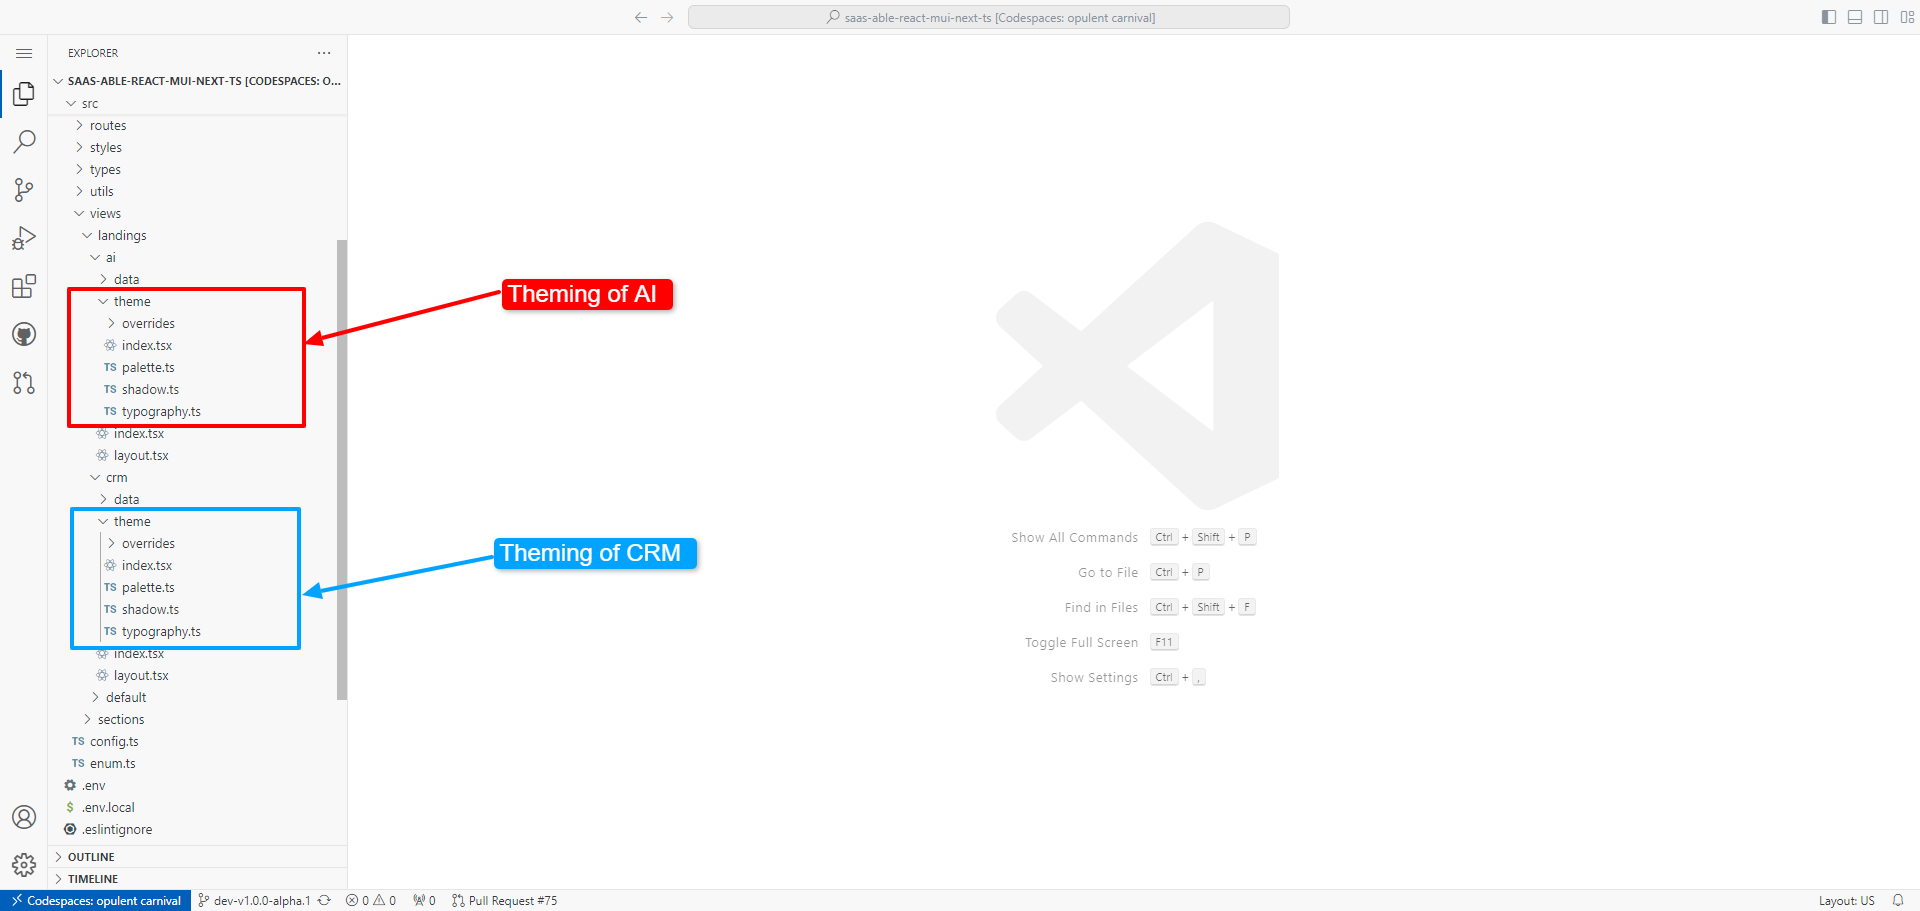 saas-able-react-mui-next-ts [Codespaces: opulent carnival]
EXPLORER
SAAS-ABLE-REACT-MUI-NEXT-TS [CODESPACES: O...
src
routes
styles
types
utils
views
landings
ai
data
theme
overrides
index.tsx
TS palette.ts
TS shadow.ts
TS typography.ts
index.tsx
layout.tsx
crm
data
theme
overrides
index.tsx
TS palette.ts
TS shadow.ts
TS typography.ts
index.tsx
layout.tsx
default
sections
TS config.ts
TS enum.ts
.env
$ .env.local
.eslintignore
OUTLINE
TIMELINE
Theming of AI
Theming of CRM
Show All Commands Ctrl + Shift + P
Go to File Ctrl + P
Find in Files Ctrl + Shift + F
Toggle Full Screen F11
Show Settings Ctrl + ,
Codespaces: opulent carnival dev-v1.0.0-alpha.1 0 0 0 Pull Request #75 Layout: US